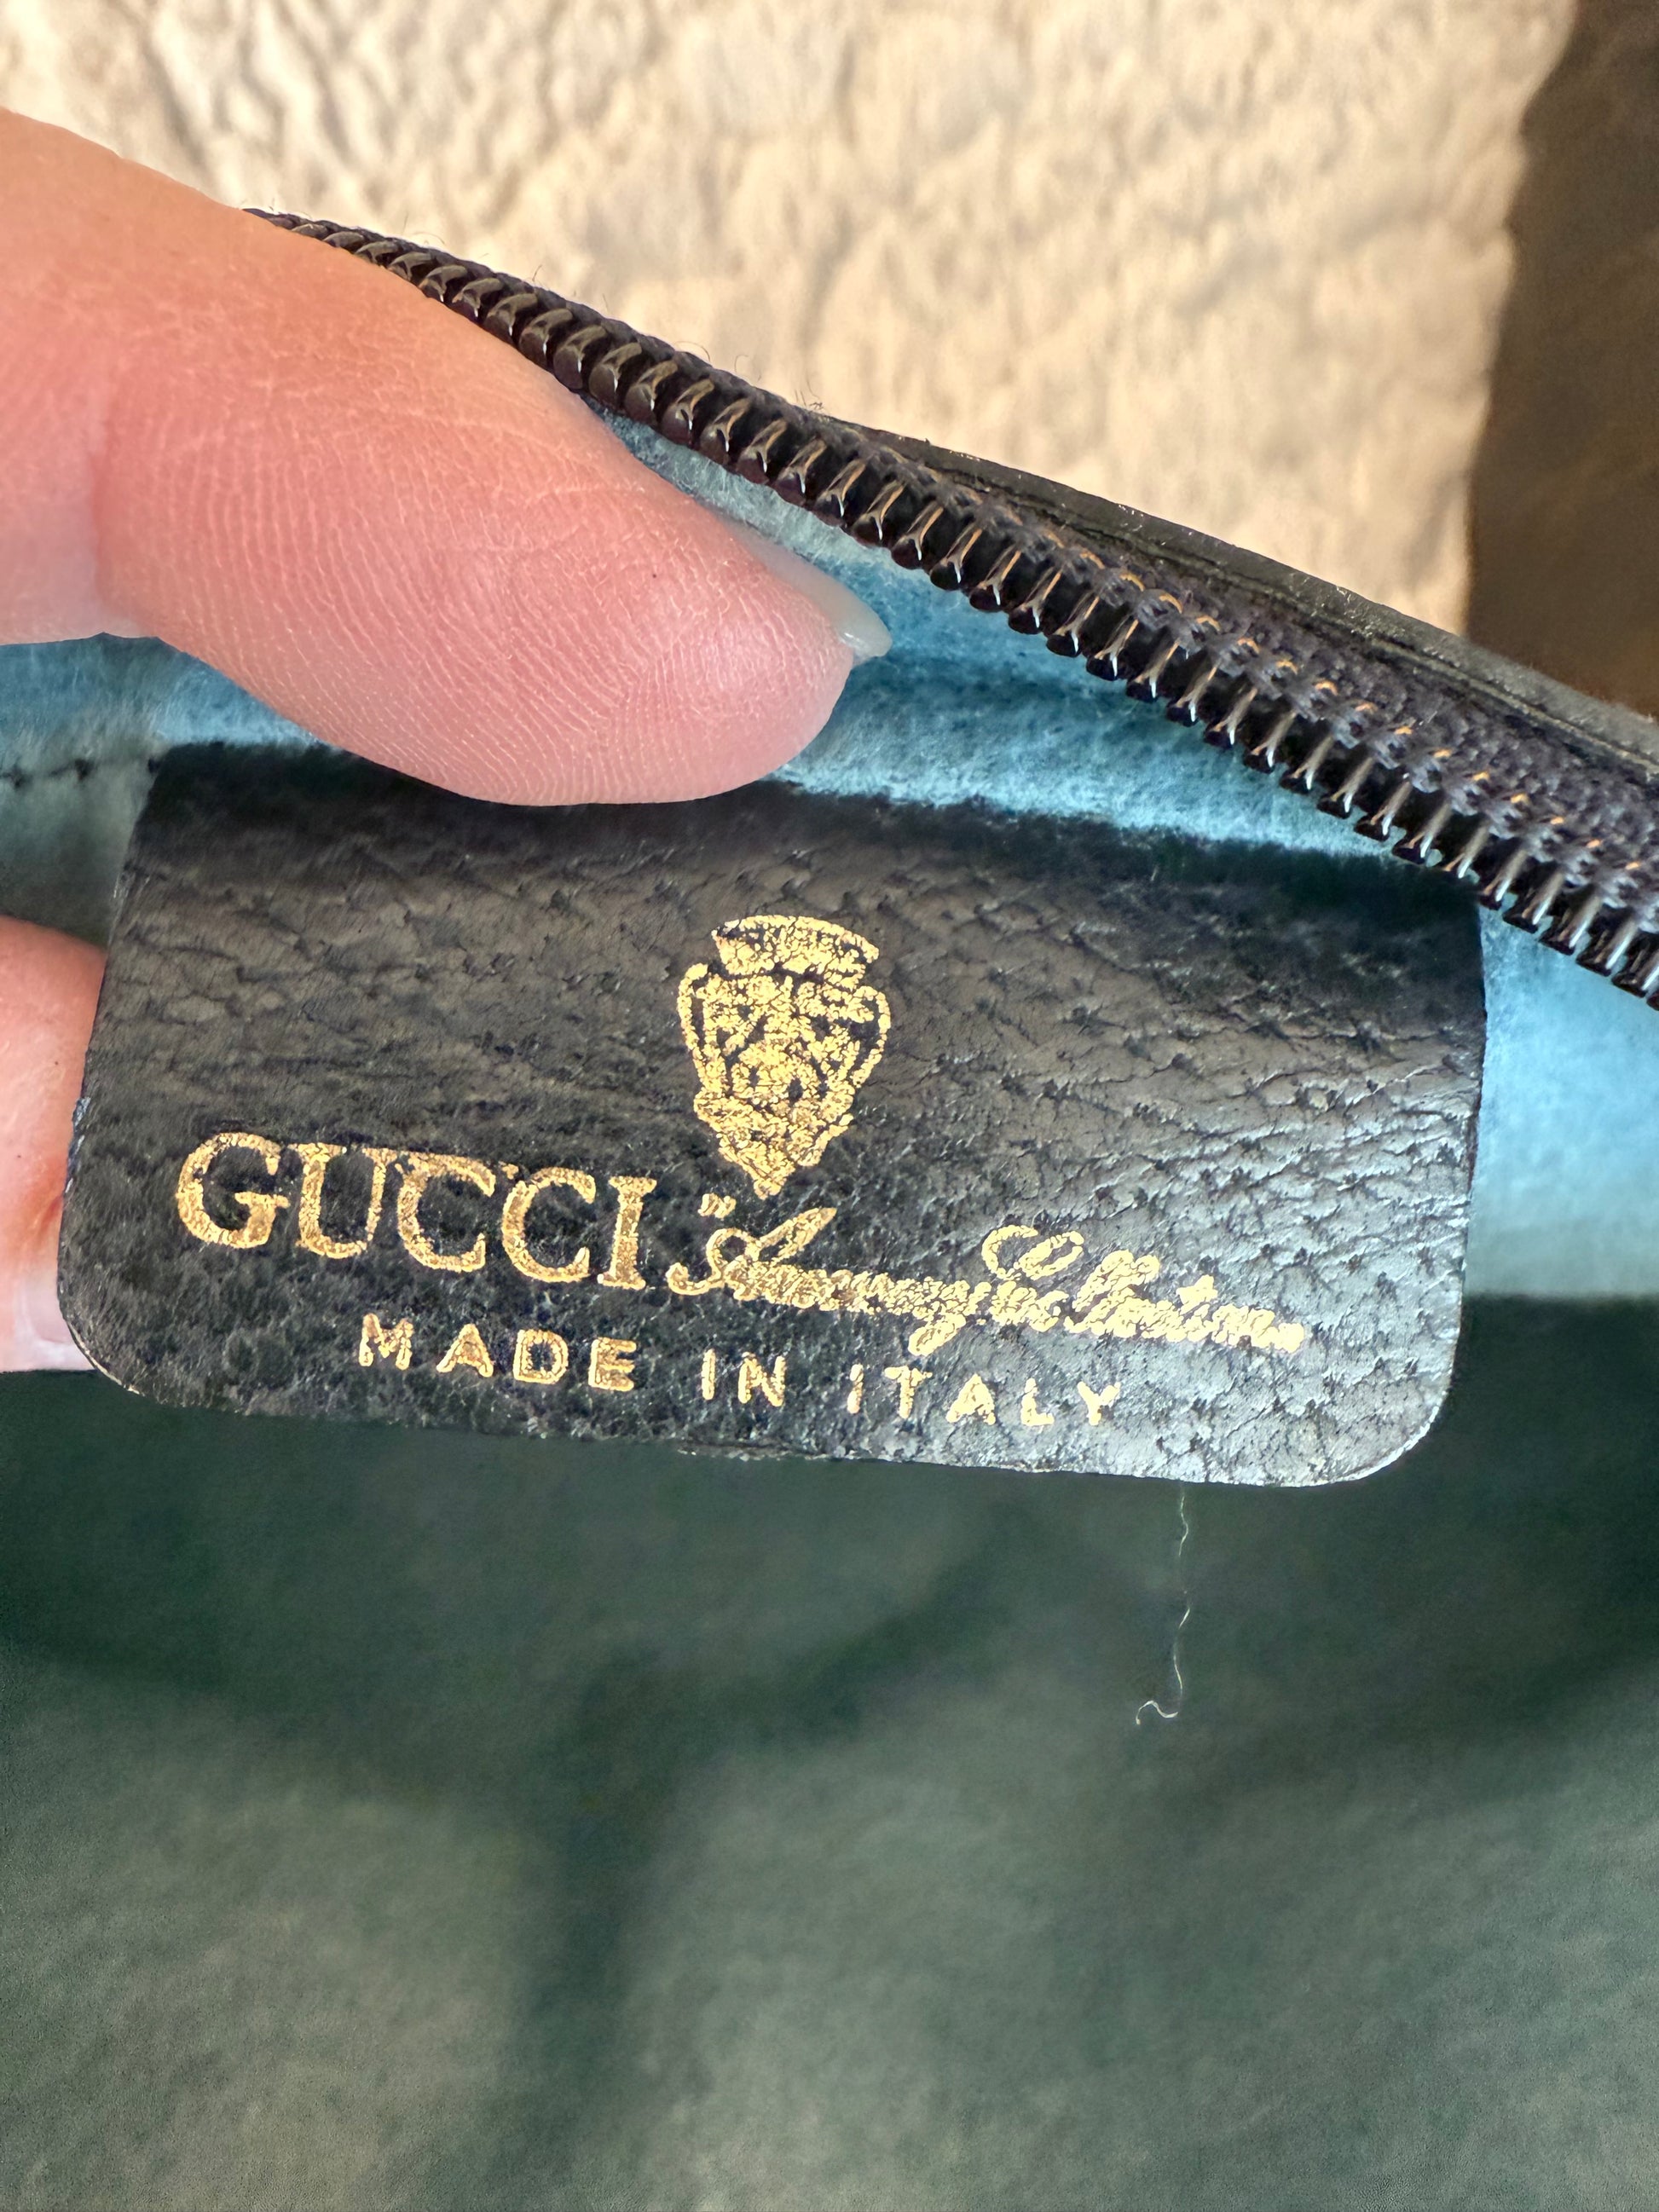 GUCCI "Accessory Collection
MADE IN ITALY